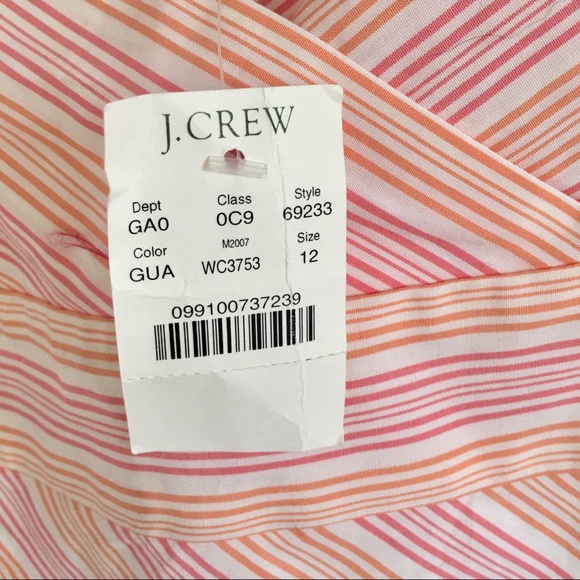 J.CREW
Dept Class Style
GA0 0C9 69233
Color M2007 Size
GUA WC3753 12
099100737239